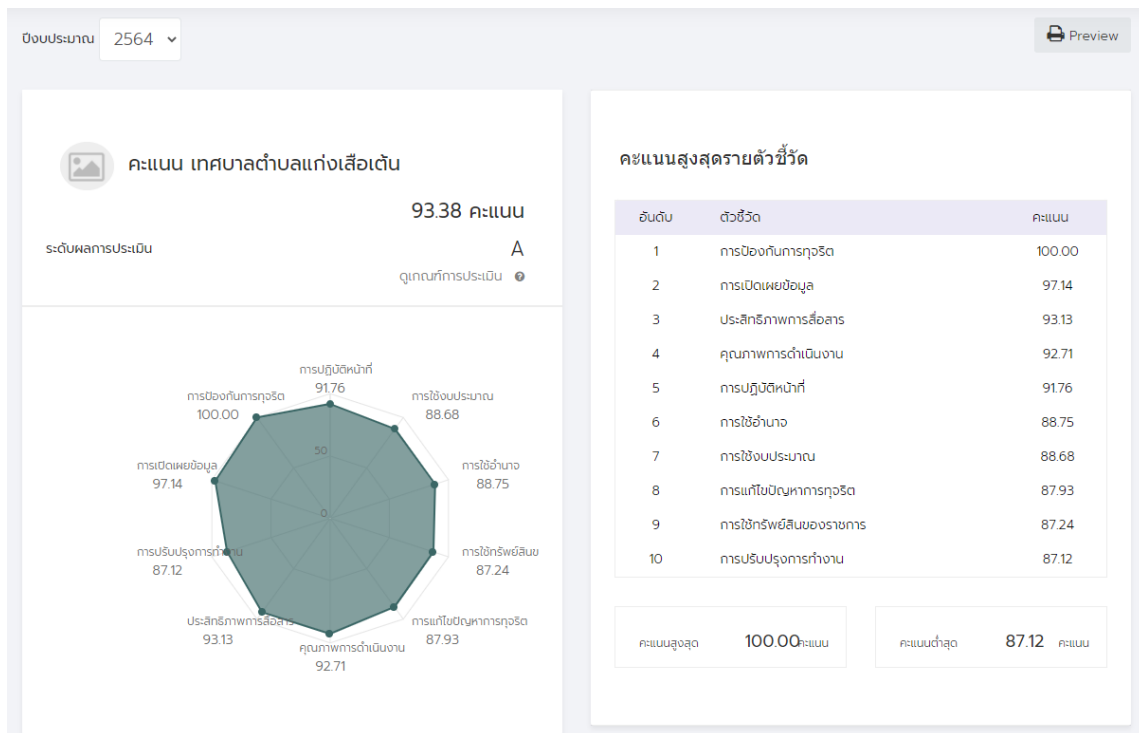 ปีงบประมาณ 2564
Preview
คะแนน เทศบาลตำบลแก่งเสือเต้น
93.38 คะแนน
ระดับผลการประเมิน A
ดูเกณฑ์การประเมิน
การปฏิบัติหน้าที่
91.76
การป้องกันการทุจริต
100.00
การใช้งบประมาณ
88.68
50
การเปิดเผยข้อมูล
97.14
การใช้อำนาจ
88.75
0
การปรับปรุงการทำงาน
87.12
การใช้ทรัพย์สินข
87.24
ประสิทธิภาพการสื่อสาร
93.13
การแก้ไขปัญหาการทุจริต
87.93
คุณภาพการดำเนินงาน
92.71
คะแนนสูงสุดรายตัวชี้วัด
อันดับ ตัวชี้วัด คะแนน
1 การป้องกันการทุจริต 100.00
2 การเปิดเผยข้อมูล 97.14
3 ประสิทธิภาพการสื่อสาร 93.13
4 คุณภาพการดำเนินงาน 92.71
5 การปฏิบัติหน้าที่ 91.76
6 การใช้อำนาจ 88.75
7 การใช้งบประมาณ 88.68
8 การแก้ไขปัญหาการทุจริต 87.93
9 การใช้ทรัพย์สินของราชการ 87.24
10 การปรับปรุงการทำงาน 87.12
คะแนนสูงสุด 100.00 คะแนน
คะแนนต่ำสุด 87.12 คะแนน